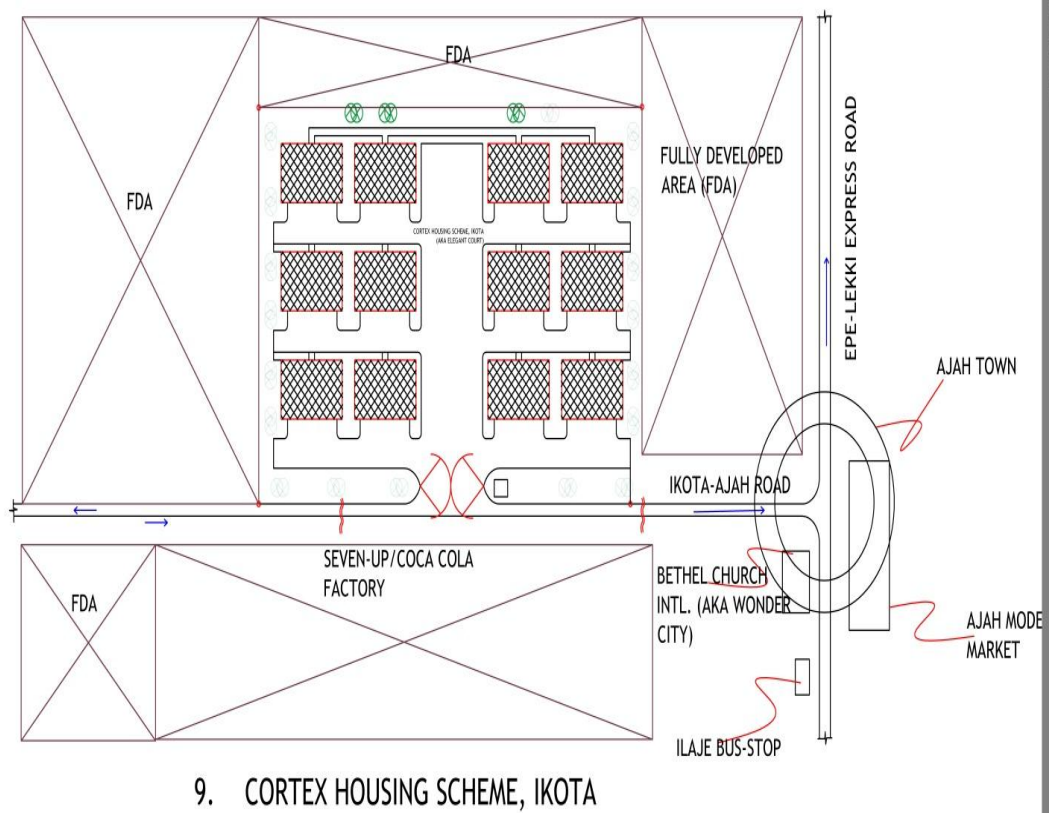 FDA
FDA
FULLY DEVELOPED
AREA (FDA)
EPE-LEKKI EXPRESS ROAD
CORTEX HOUSING SCHEME, IKOTA
(AKA ELEGANT COURT)
AJAH TOWN
IKOTA-AJAH ROAD
SEVEN-UP/COCA COLA
FACTORY
FDA
BETHEL CHURCH
INTL. (AKA WONDER
CITY)
AJAH MODE
MARKET
ILAJE BUS-STOP
9. CORTEX HOUSING SCHEME, IKOTA